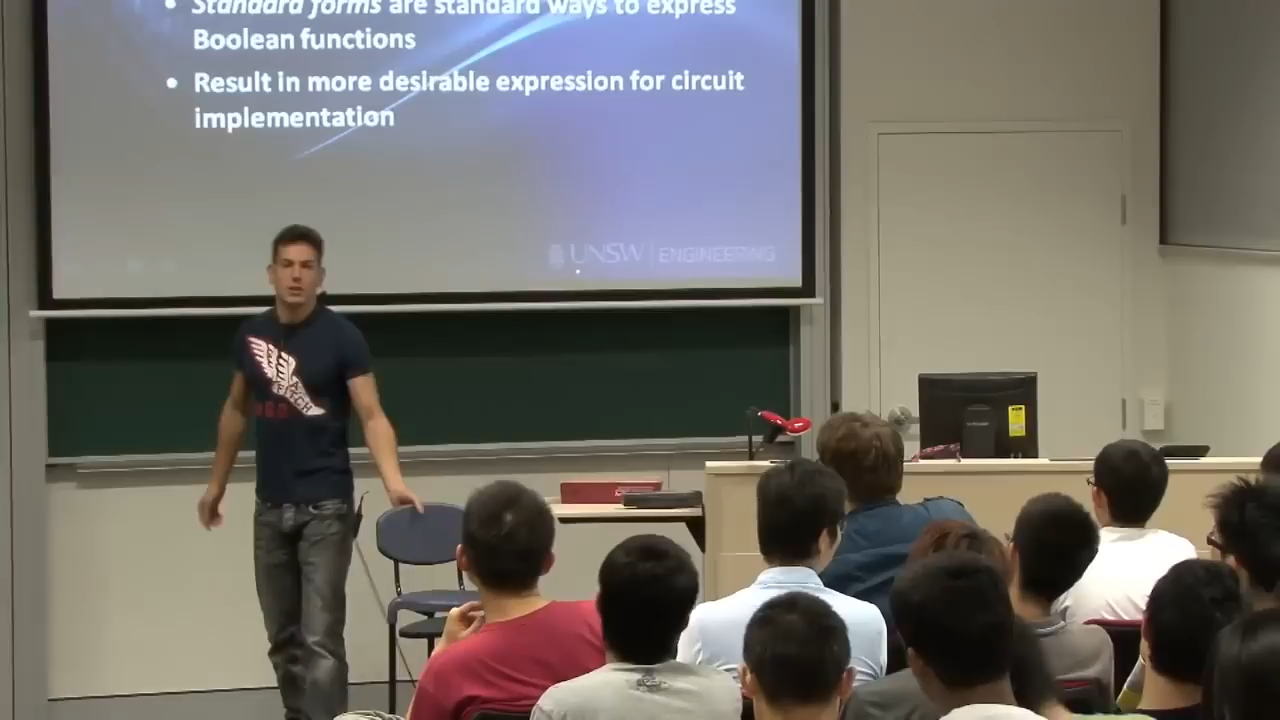 • Standard forms are standard ways to express
Boolean functions
• Result in more desirable expression for circuit
implementation
UNSW | ENGINEERING
FITCH